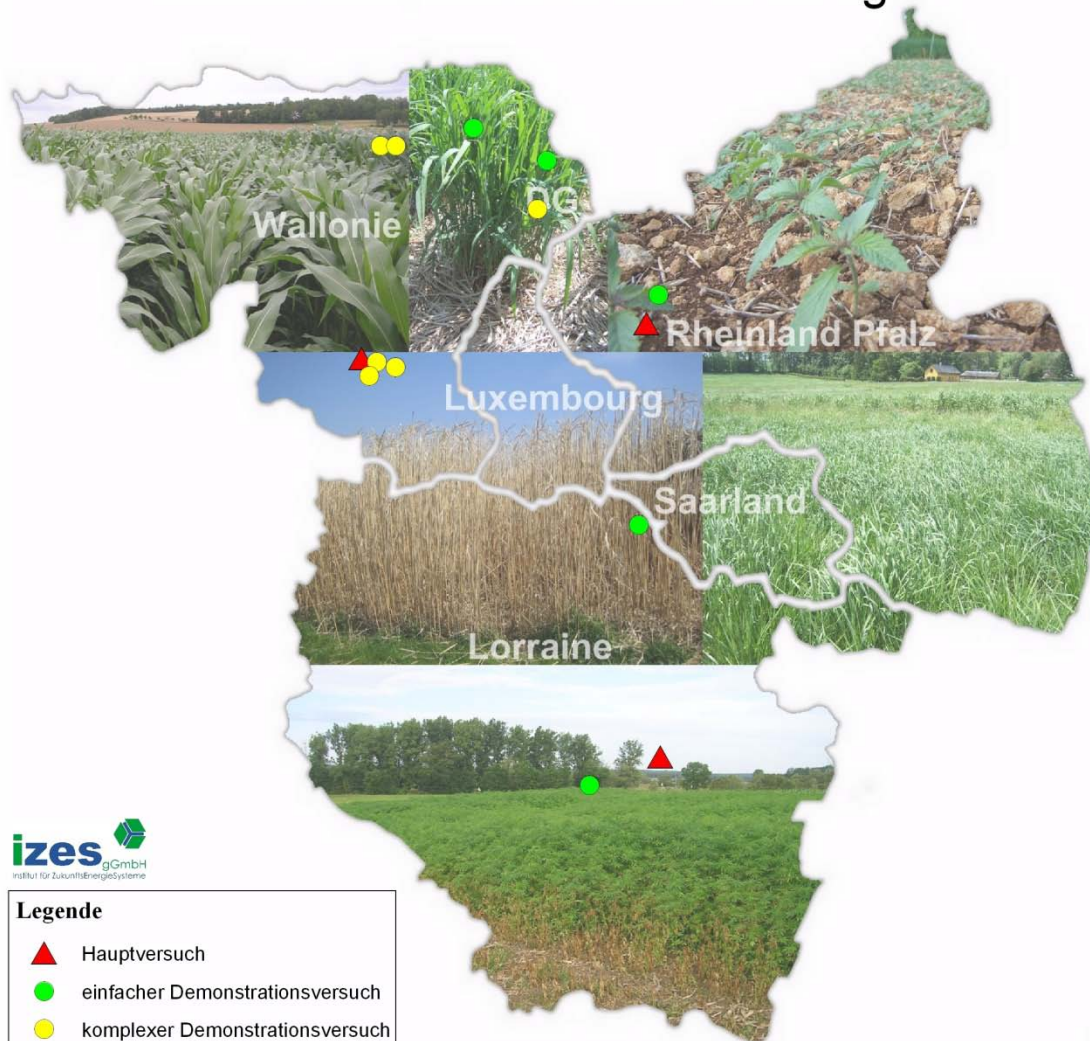 Wallonie
DG
Rheinland Pfalz
Luxembourg
Saarland
Lorraine
izes gGmbH
Institut für ZukunftsEnergieSysteme
Legende
Hauptversuch
einfacher Demonstrationsversuch
komplexer Demonstrationsversuch